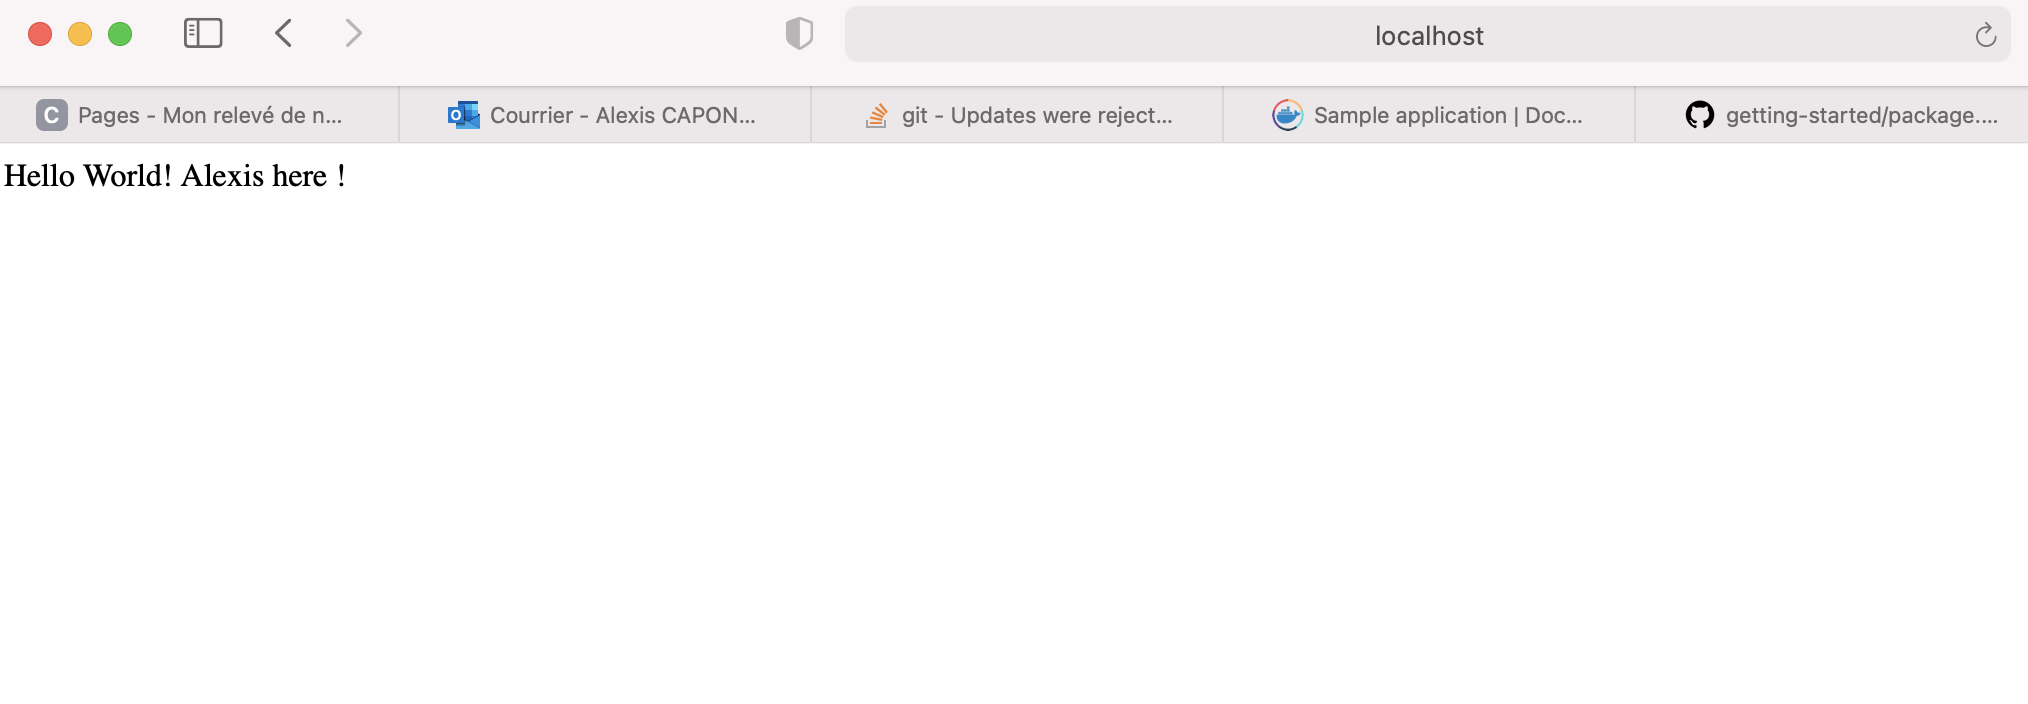 localhost
C Pages - Mon relevé de n... O Courrier - Alexis CAPON... git - Updates were reject... Sample application | Doc... getting-started/package....
Hello World! Alexis here !